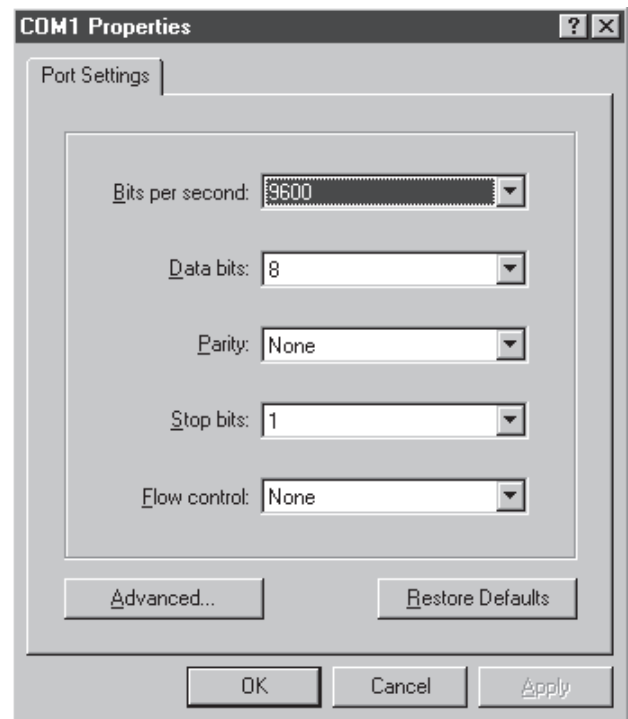 COM1 Properties
Port Settings
Bits per second: 9600
Data bits: 8
Parity: None
Stop bits: 1
Flow control: None
Advanced... Restore Defaults
OK Cancel Apply